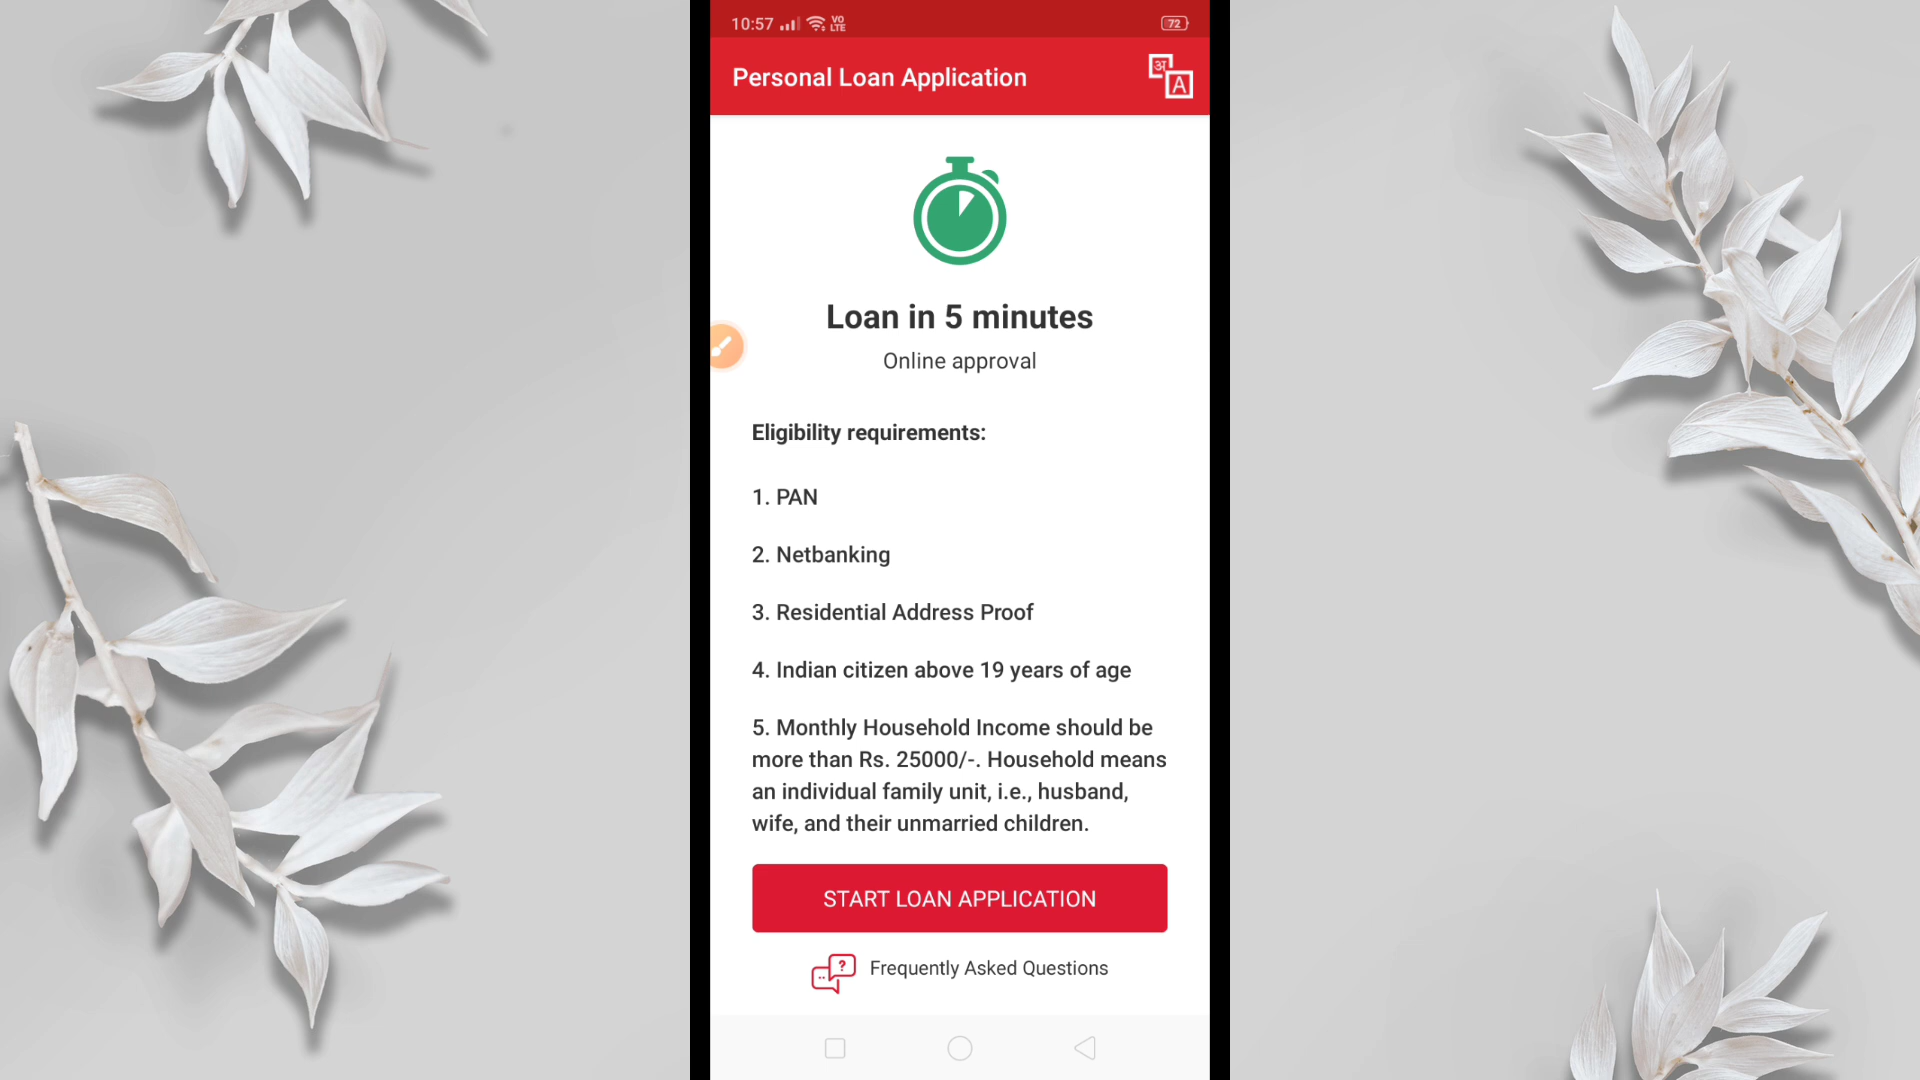 10:57 VO LTE 72
Personal Loan Application
अ A
Loan in 5 minutes
Online approval
Eligibility requirements:
1. PAN
2. Netbanking
3. Residential Address Proof
4. Indian citizen above 19 years of age
5. Monthly Household Income should be
more than Rs. 25000/-. Household means
an individual family unit, i.e., husband,
wife, and their unmarried children.
START LOAN APPLICATION
? Frequently Asked Questions